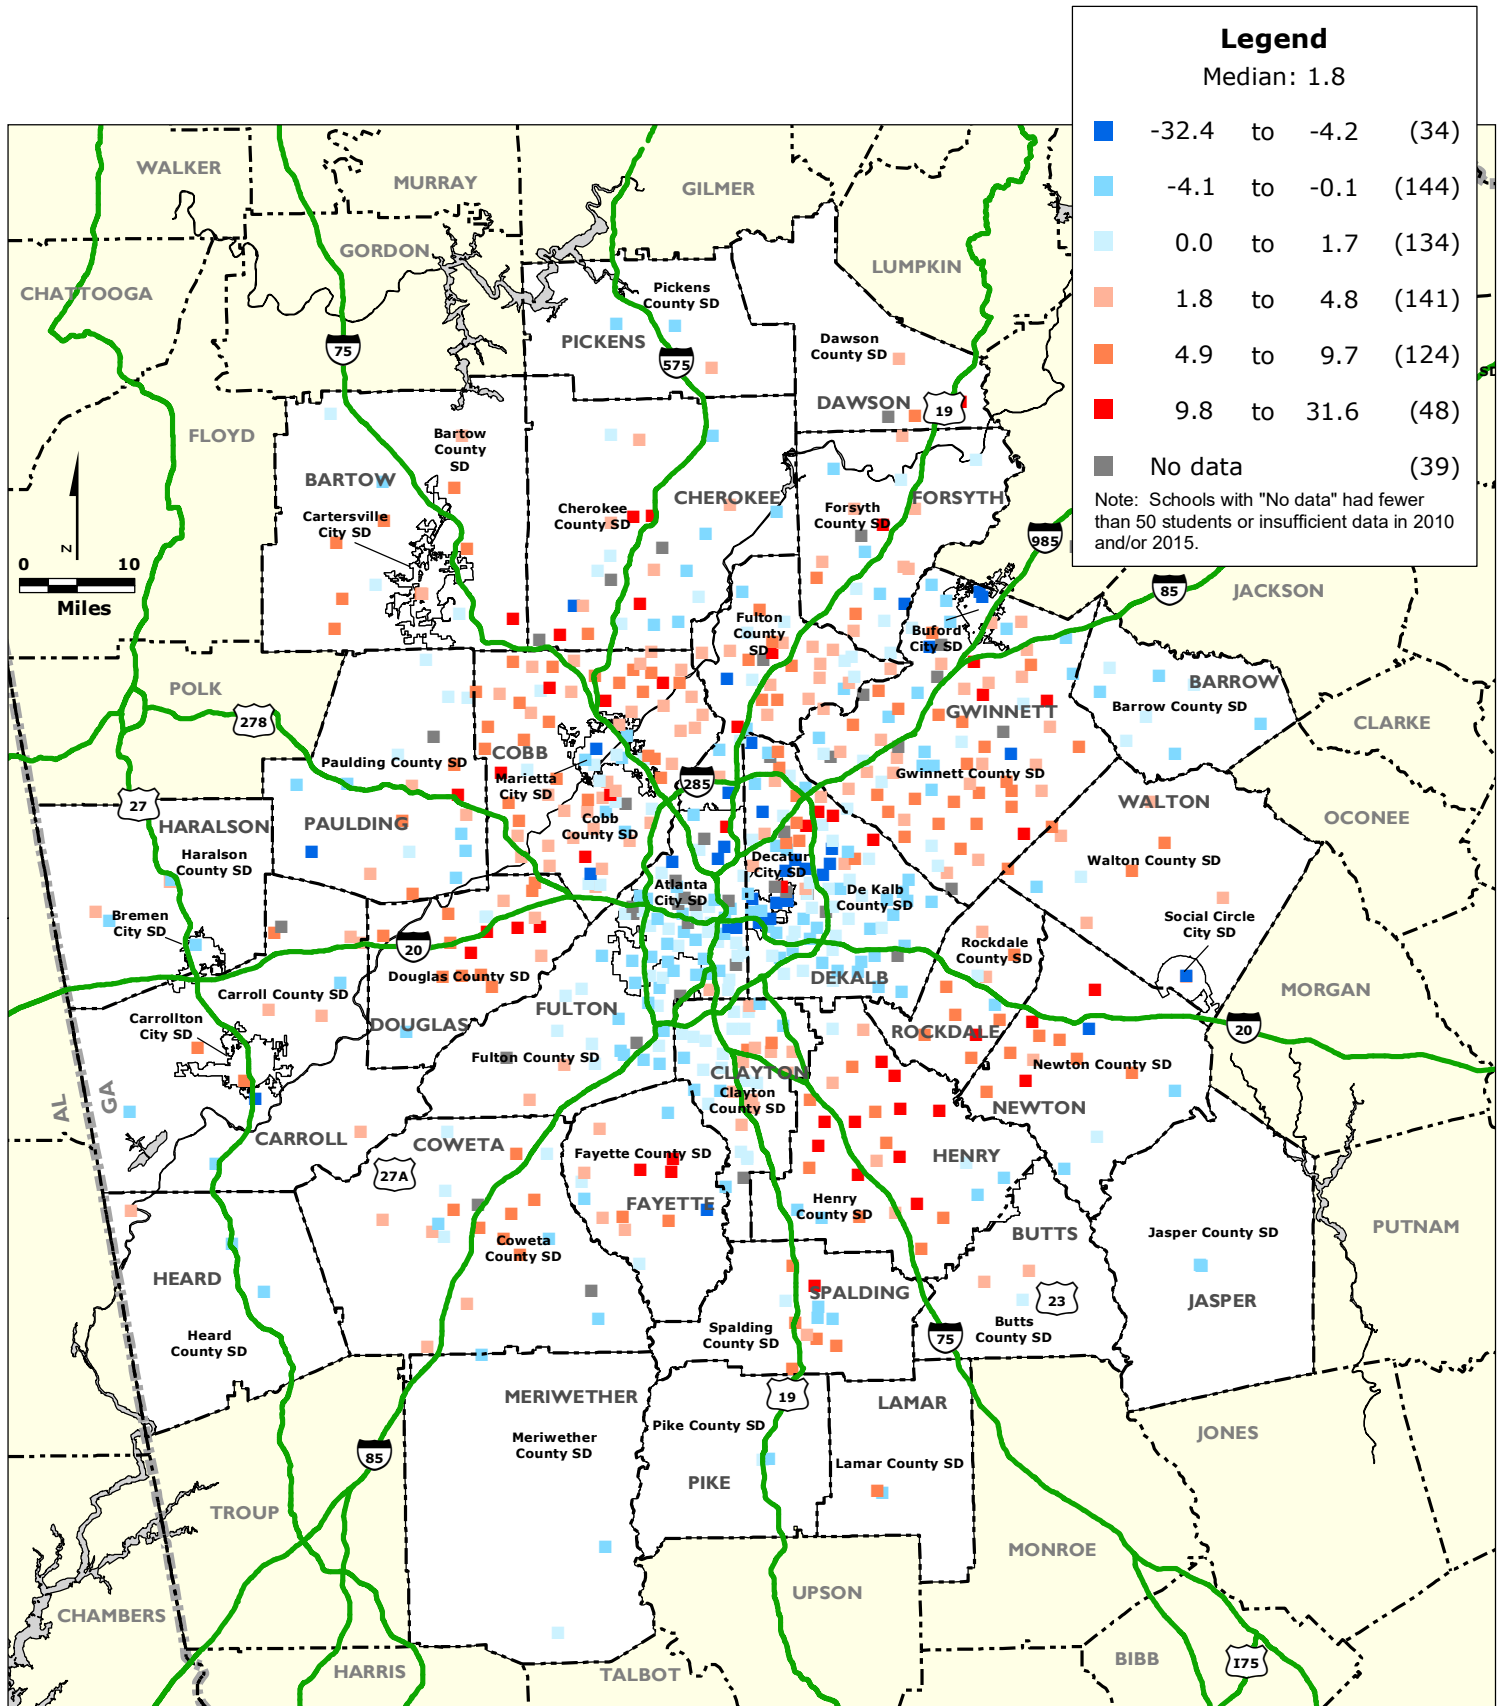 Legend
Median: 1.8
-32.4 to -4.2 (34)
-4.1 to -0.1 (144)
0.0 to 1.7 (134)
1.8 to 4.8 (141)
4.9 to 9.7 (124)
9.8 to 31.6 (48)
No data (39)
Note: Schools with "No data" had fewer
than 50 students or insufficient data in 2010
and/or 2015.
WALKER
MURRAY
GILMER
GORDON
LUMPKIN
CHATTOOGA
Pickens
County SD
PICKENS
75
575
Dawson
County SD
DAWSON
19
SD
FLOYD
Bartow
County
SD
BARTOW
CHEROKEE
FORSYTH
Cherokee
County SD
Forsyth
County SD
Cartersville
City SD
985
N
0 10
Miles
85
JACKSON
Fulton
County
SD
Buford
City SD
POLK
278
BARROW
Barrow County SD
GWINNETT
CLARKE
COBB
Paulding County SD
Marietta
City SD
285
Gwinnett County SD
27
HARALSON
PAULDING
Cobb
County SD
WALTON
OCONEE
Haralson
County SD
Decatur
City SD
Walton County SD
Atlanta
City SD
De Kalb
County SD
Bremen
City SD
Social Circle
City SD
20
Rockdale
County SD
Douglas County SD
DEKALB
Carroll County SD
MORGAN
FULTON
Carrollton
City SD
DOUGLAS
ROCKDALE
20
Fulton County SD
Newton County SD
CLAYTON
Clayton
County SD
AL
GA
NEWTON
CARROLL
COWETA
Fayette County SD
HENRY
27A
FAYETTE
Henry
County SD
PUTNAM
Jasper County SD
BUTTS
Coweta
County SD
HEARD
SPALDING
23
JASPER
Heard
County SD
Spalding
County SD
75
Butts
County SD
MERIWETHER
19
LAMAR
Pike County SD
Meriwether
County SD
JONES
85
Lamar County SD
PIKE
TROUP
MONROE
UPSON
CHAMBERS
BIBB
I75
HARRIS
TALBOT